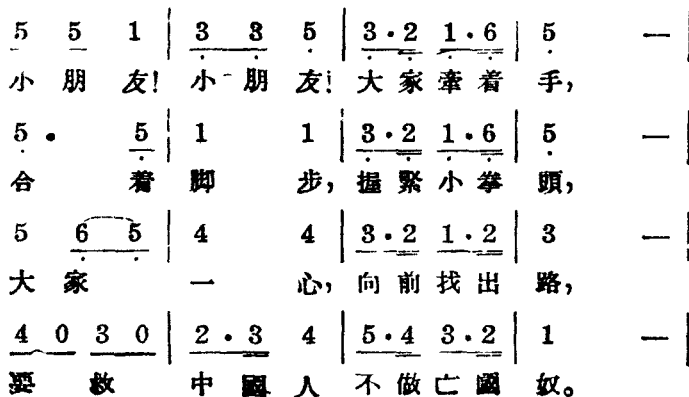 5 5 1 | 3 3 5 | 3·2 1·6 | 5 — |
小朋友！小朋友！大家牽着手，
5· 5 | 1 1 | 3·2 1·6 | 5 — |
合着脚步，握緊小拳頭，
5 6 5 | 4 4 | 3·2 1·2 | 3 — |
大家一心，向前找出路，
4 0 3 0 | 2·3 4 | 5·4 3·2 | 1 — |
要救中國人不做亡國奴。